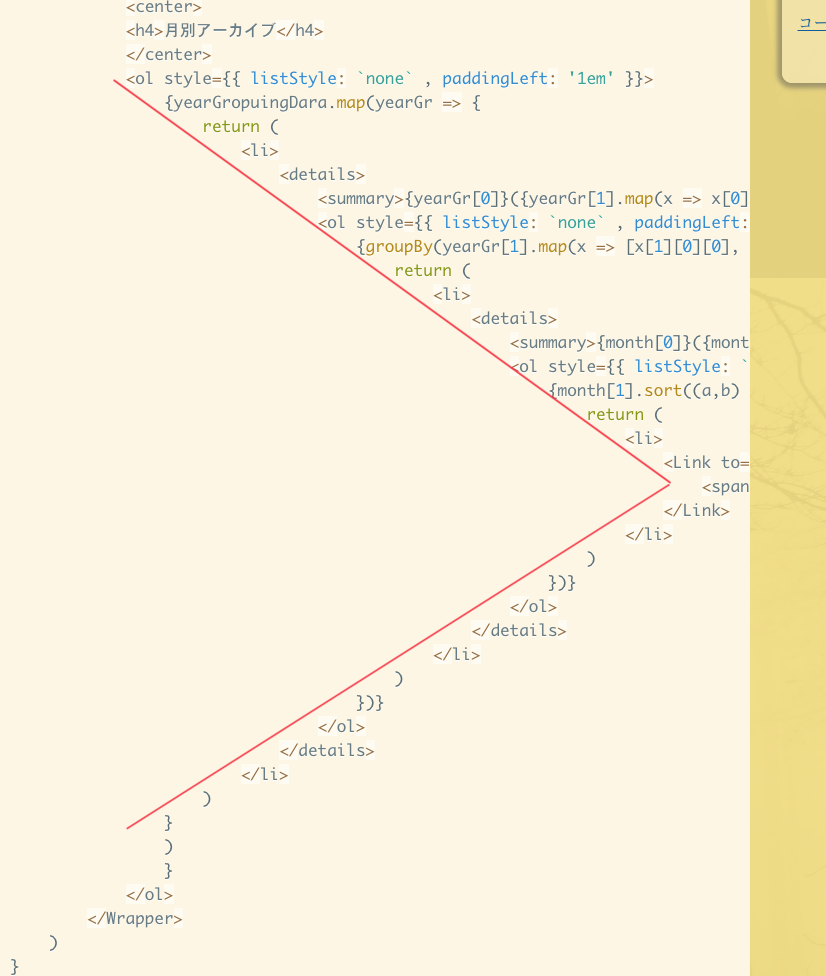 <center>
<h4>月別アーカイブ</h4>
</center>
<ol style={{ listStyle: `none` , paddingLeft: '1em' }}>
{yearGropuingDara.map(yearGr => {
return (
<li>
<details>
<summary>{yearGr[0]}({yearGr[1].map(x => x[0]
<ol style={{ listStyle: `none` , paddingLeft:
{groupBy(yearGr[1].map(x => [x[1][0][0],
return (
<li>
<details>
<summary>{month[0]}({mont
<ol style={{ listStyle: `
{month[1].sort((a,b)
return (
<li>
<Link to=
<span
</Link>
</li>
)
})}
</ol>
</details>
</li>
)
})}
</ol>
</details>
</li>
)
}
)
}
</ol>
</Wrapper>
)
}
コー